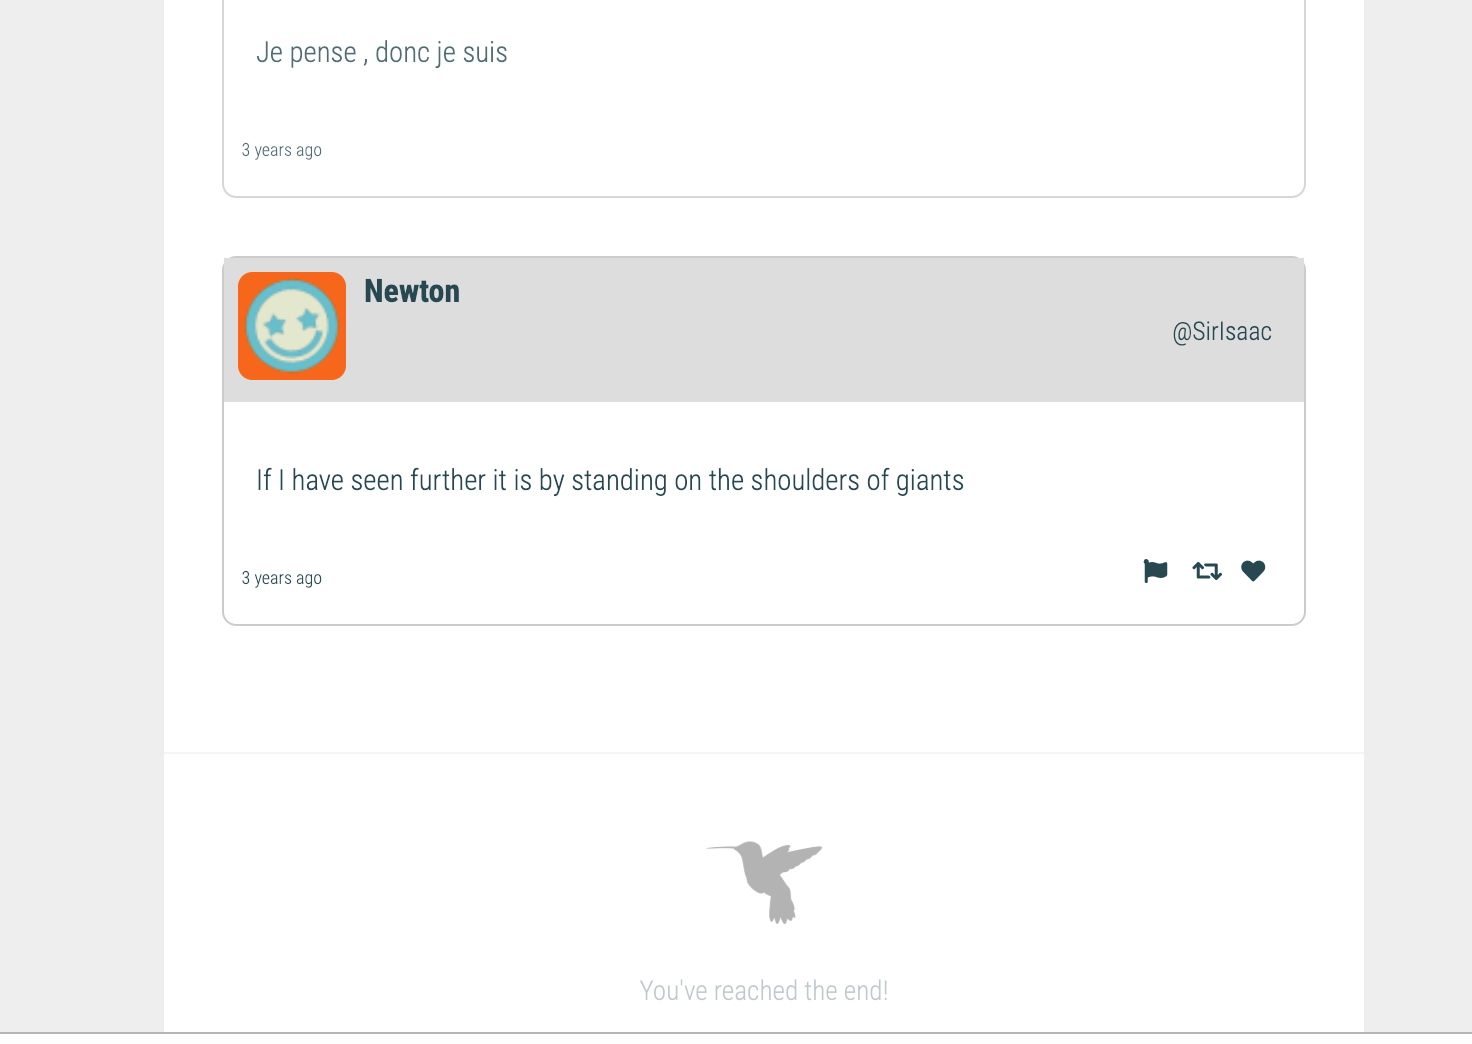 Je pense , donc je suis
3 years ago
Newton
@SirIsaac
If I have seen further it is by standing on the shoulders of giants
3 years ago
You've reached the end!